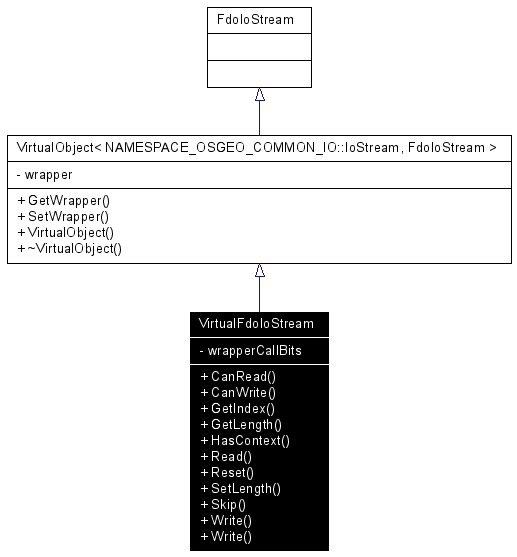 FdoIoStream
VirtualObject< NAMESPACE_OSGEO_COMMON_IO::IoStream, FdoIoStream >
- wrapper
+ GetWrapper()
+ SetWrapper()
+ VirtualObject()
+ ~VirtualObject()
VirtualFdoIoStream
- wrapperCallBits
+ CanRead()
+ CanWrite()
+ GetIndex()
+ GetLength()
+ HasContext()
+ Read()
+ Reset()
+ SetLength()
+ Skip()
+ Write()
+ Write()